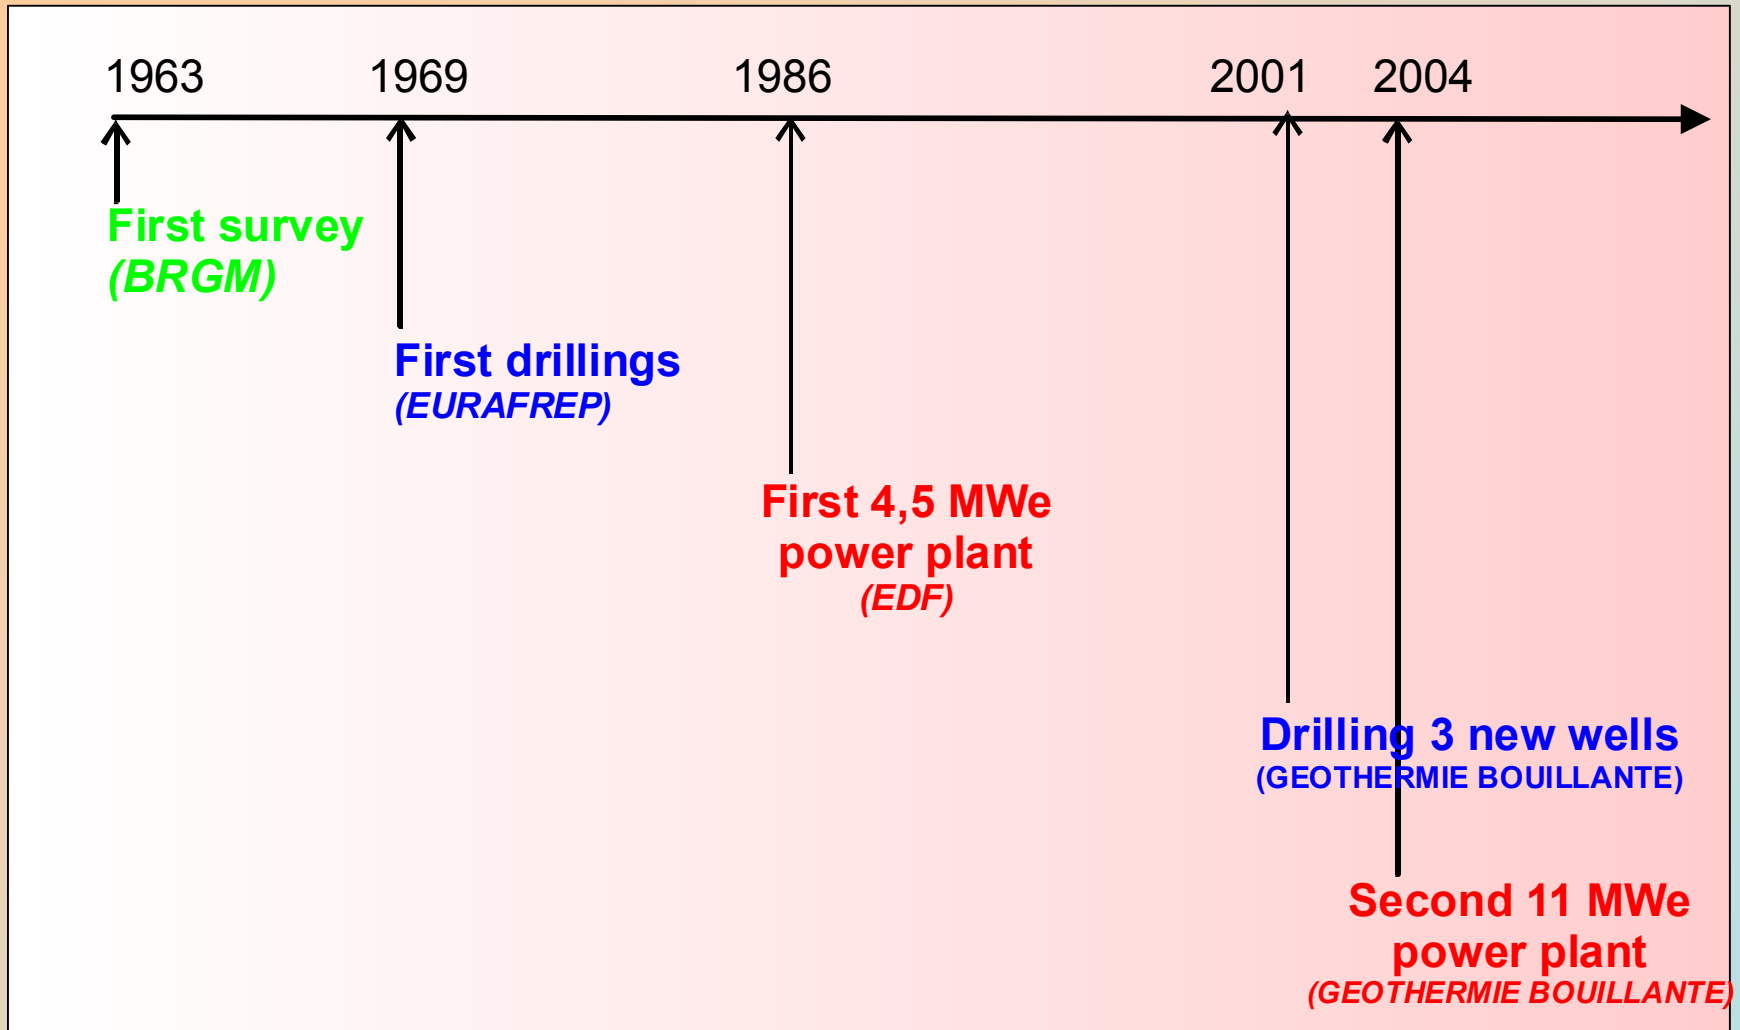 1963
1969
1986
2001
2004
First survey
(BRGM)
First drillings
(EURAFREP)
First 4,5 MWe
power plant
(EDF)
Drilling 3 new wells
(GEOTHERMIE BOUILLANTE)
Second 11 MWe
power plant
(GEOTHERMIE BOUILLANTE)